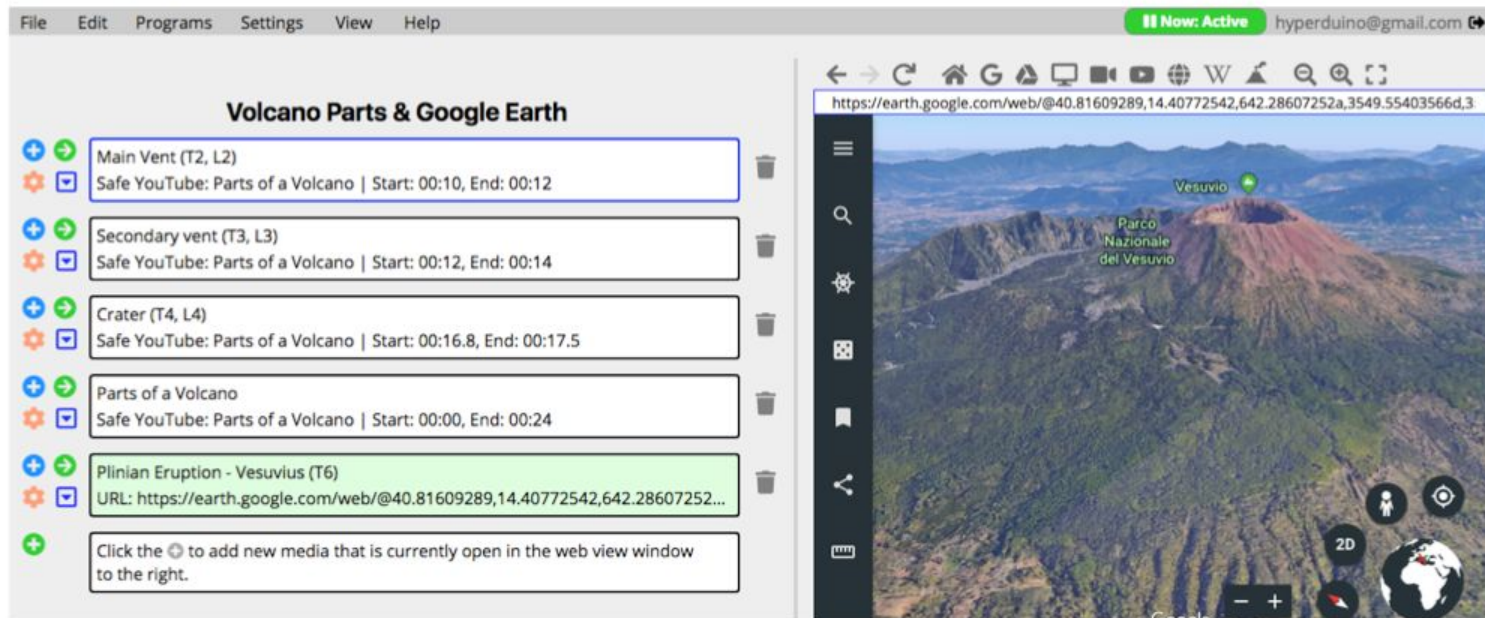 File Edit Programs Settings View Help
Now: Active hyperduino@gmail.com
Volcano Parts & Google Earth
Main Vent (T2, L2)
Safe YouTube: Parts of a Volcano | Start: 00:10, End: 00:12
Secondary vent (T3, L3)
Safe YouTube: Parts of a Volcano | Start: 00:12, End: 00:14
Crater (T4, L4)
Safe YouTube: Parts of a Volcano | Start: 00:16.8, End: 00:17.5
Parts of a Volcano
Safe YouTube: Parts of a Volcano | Start: 00:00, End: 00:24
Plinian Eruption - Vesuvius (T6)
URL: https://earth.google.com/web/@40.81609289,14.40772542,642.28607252...
Click the to add new media that is currently open in the web view window
to the right.
G W
https://earth.google.com/web/@40.81609289,14.40772542,642.28607252a,3549.55403566d,3
Vesuvio
Parco
Nazionale
del Vesuvio
2D
Google